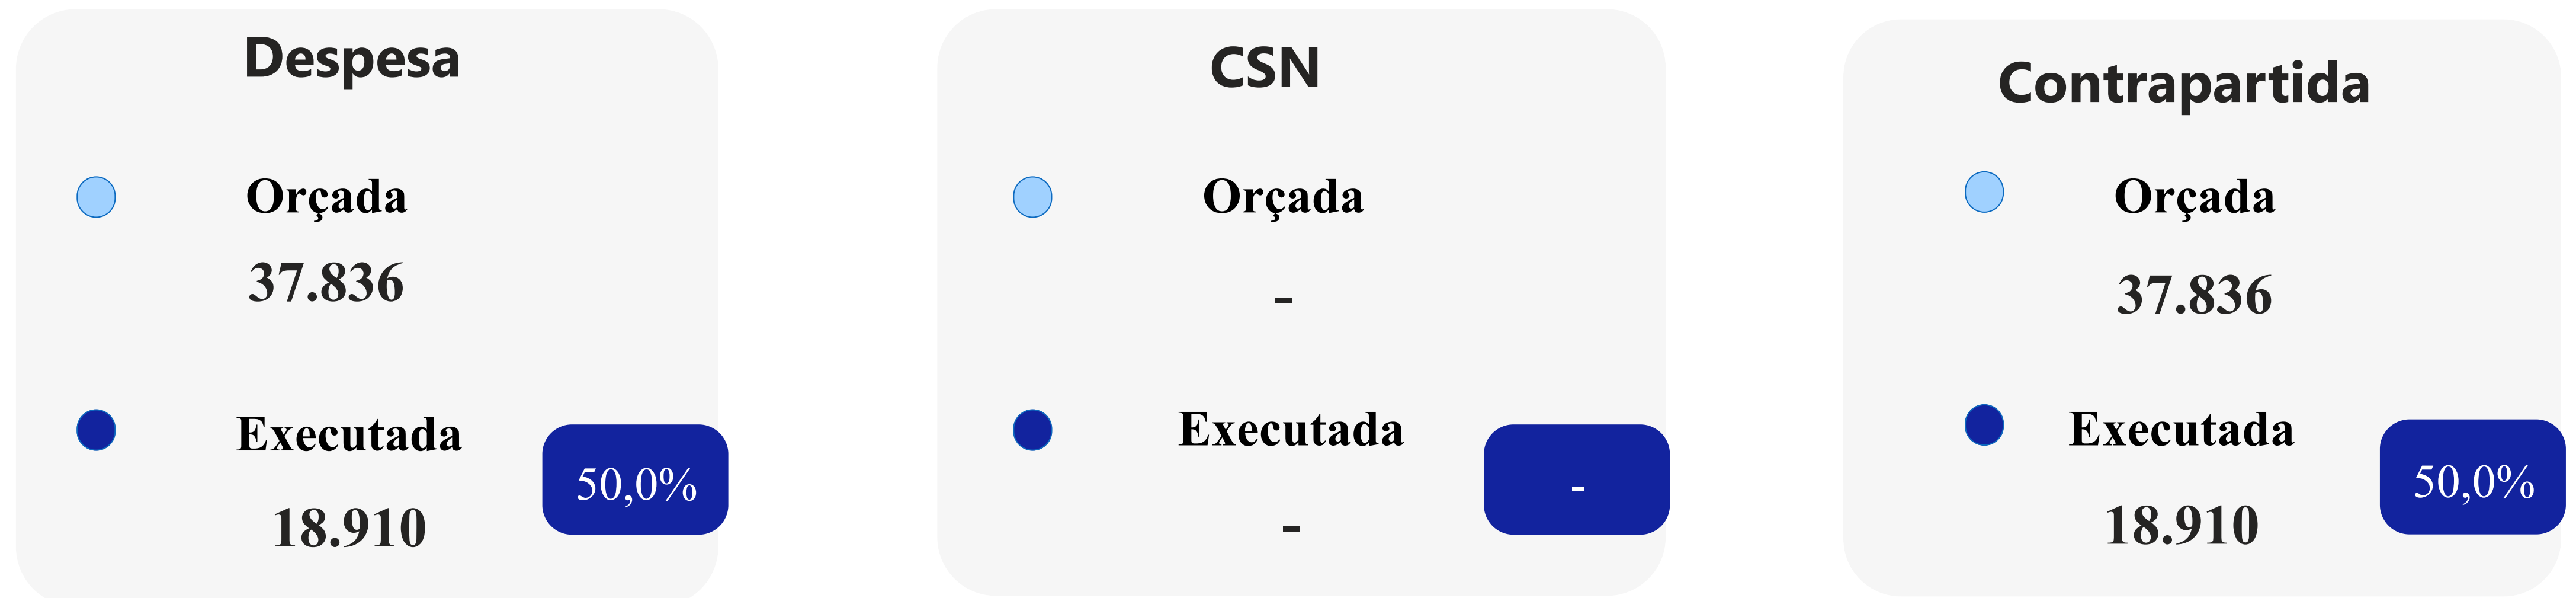 Despesa
Orçada
37.836
Executada
50,0%
18.910
CSN
Orçada
-
Executada
-
-
Contrapartida
Orçada
37.836
Executada
50,0%
18.910